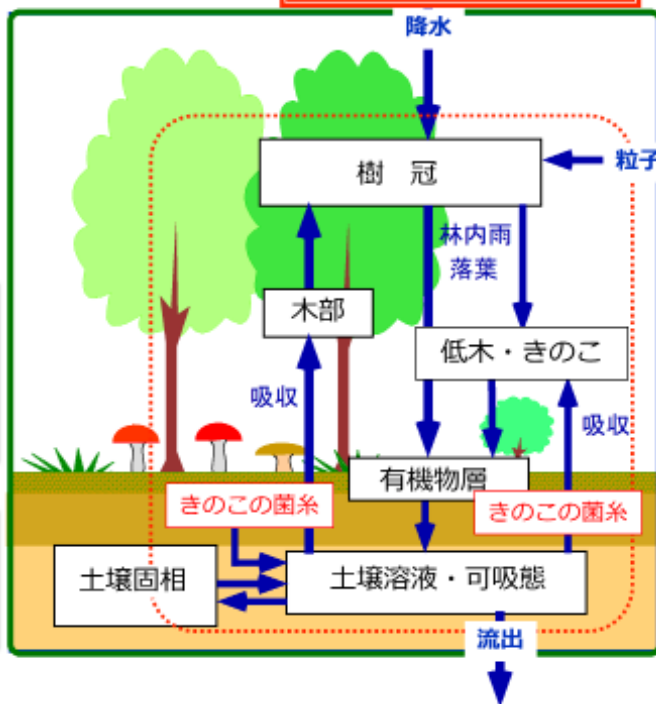 降水
粒子
樹　冠
林内雨
落葉
木部
低木・きのこ
吸収
吸収
有機物層
きのこの菌糸
きのこの菌糸
土壌固相
土壌溶液・可吸態
流出